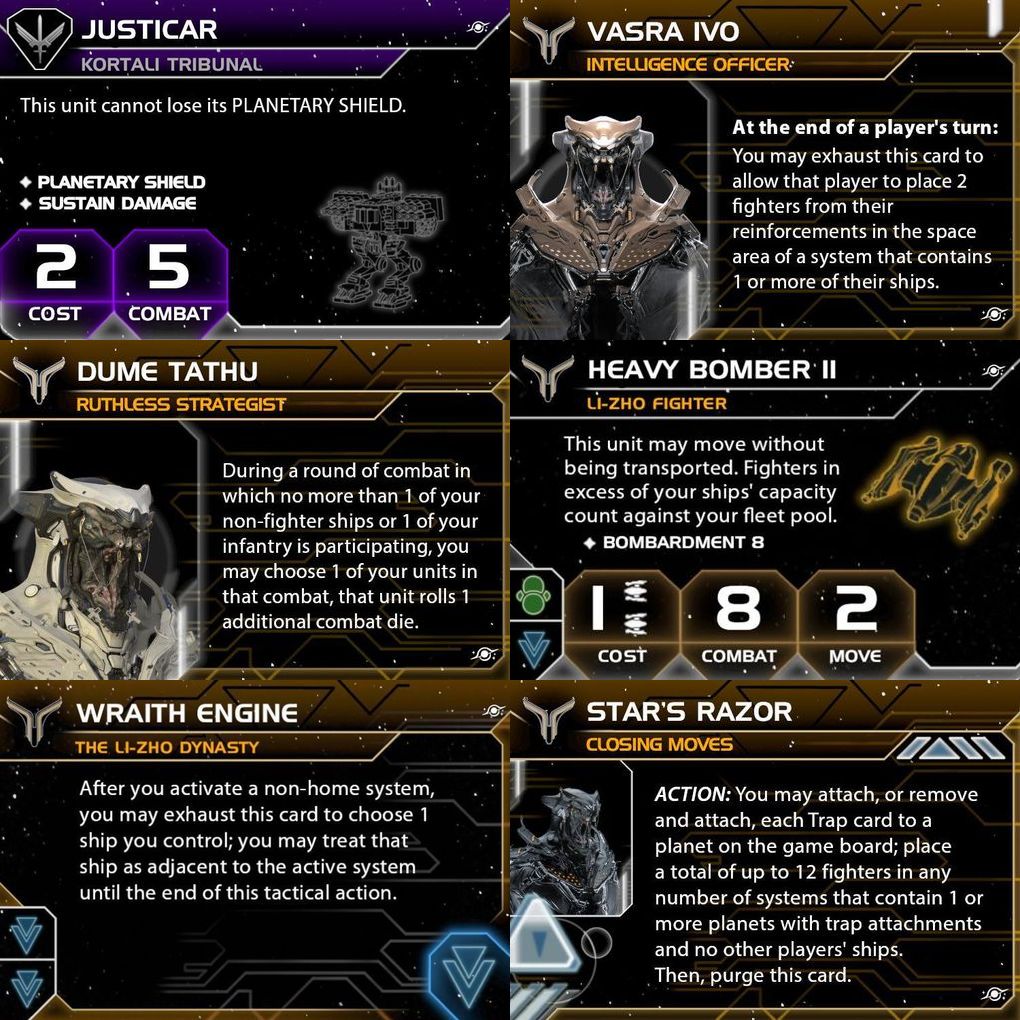 JUSTICAR
KORTALI TRIBUNAL
This unit cannot lose its PLANETARY SHIELD.
PLANETARY SHIELD
SUSTAIN DAMAGE
2 5
COST COMBAT
VASRA IVO
INTELLIGENCE OFFICER
At the end of a player's turn:
You may exhaust this card to
allow that player to place 2
fighters from their
reinforcements in the space
area of a system that contains
1 or more of their ships.
DUME TATHU
RUTHLESS STRATEGIST
During a round of combat in
which no more than 1 of your
non-fighter ships or 1 of your
infantry is participating, you
may choose 1 of your units in
that combat, that unit rolls 1
additional combat die.
HEAVY BOMBER II
LI-ZHO FIGHTER
This unit may move without
being transported. Fighters in
excess of your ships' capacity
count against your fleet pool.
BOMBARDMENT 8
1 8 2
COST COMBAT MOVE
WRAITH ENGINE
THE LI-ZHO DYNASTY
After you activate a non-home system,
you may exhaust this card to choose 1
ship you control; you may treat that
ship as adjacent to the active system
until the end of this tactical action.
STAR'S RAZOR
CLOSING MOVES
ACTION: You may attach, or remove
and attach, each Trap card to a
planet on the game board; place
a total of up to 12 fighters in any
number of systems that contain 1 or
more planets with trap attachments
and no other players' ships.
Then, purge this card.